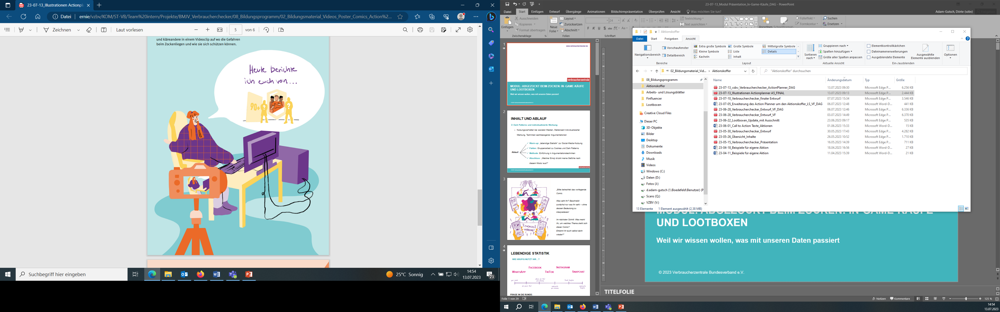 23-07-13_Illustrationen Actionpla
Datei
ernie/vzbv/KOM/ST-VB/Team%20intern/Projekte/BMJV_Verbraucherchecker/08_Bildungsprogramm/02_Bildungsmaterial_Videos_Poster_Comics_Action%2...
Zeichnen
Laut vorlesen
5
von 6
und kläreandere in einem Videoclip auf wo die Gefahren
beim Zockenliegen und wie sie sich schützen können.
Heute berichte
ich euch von...
90+
Suchbegriff hier eingeben
25°C Sonnig
14:54
13.07.2023
23
23-07-13_Modul Präsentation_In-Game-Käufe_DAG - PowerPoint
Datei Start Einfügen Entwurf Übergänge Animationen Bildschirmpräsentation Überprüfen Ansicht Was möchten Sie tun?
Adam-Gutsch, Dörte (vzbv)
Einfügen
Ausschneiden
Kopieren
Format übertragen
Zwischenablage
Neue
Folie
Layout
Zurücksetzen
Abschnitt
Folien
24
F K U S abc AV Aa
Schriftart
Textrichtung
Text ausrichten
Fülleffekt
Formkontur
Suchen
Ersetzen
1
www.verbraucherchecker.de
verbraucherzentrale
MODUL: ABGEZOCKT BEIM ZOCKEN: IN-GAME-KÄUFE
UND LOOTBOXEN
Weil wir wissen wollen, was mit unseren Daten passiert
© 2023 Verbraucherzentrale Bundesverband e.V.
2
INHALT UND ABLAUF
Dark Patterns und individualisierte Werbung
– Nutzungsverhalten bei sozialen Medien, Stellenwert individualisierter
Werbung, Techniken sachbezogener Argumentationen
Ablauf:
✓ Warm-up: „lebendige Statistik“ zur Social-Media-Nutzung
✓ Fakten: Gruppenarbeit zu Cookies und Dark Patterns
✓ Methode: Einführung in Argumentationstechniken
✓ Abschluss: „Welcher Emoji drückt meine Gefühle nach
diesem Modul aus?“
3
COOKIES?
WERBUNG!
„Bitte betrachtet das vorliegende
Comic.
Was seht ihr? Beschreibt
zunächst nur was ihr seht – ohne
dessen Bedeutung zu
interpretieren!
Im nächsten Schritt: Was meint
ihr, um welches Thema dreht sich
dieser Comic?
Erkennt ihr euch selbst darin
wieder?“
4
LEBENDIGE STATISTIK
WIE HÄUFIG NUTZT IHR...?
FACEBOOK
INSTAGRAM
WHATSAPP
TIKTOK
SNAPCHAT
FRAGE IN DIE RUNDE:
Folie 1 von 29
Aktionskoffer
Datei Start Freigeben Ansicht
Navigationsbereich
Vorschaufenster
Detailbereich
Bereiche
Extra große Symbole
Große Symbole
Mittelgroße Symbole
Kleine Symbole
Liste
Details
Kacheln
Inhalt
Layout
Sortieren
nach
Gruppieren nach
Spalten hinzufügen
Größe aller Spalten anpassen
Aktuelle Ansicht
Elementkontrollkästchen
Dateinamenerweiterungen
Ausgeblendete Elemente
Ausgewählte
Elemente ausblenden
Ein-/ausblenden
Optionen
« 02_Bildungsmaterial_Vid... › Aktionskoffer
"Aktionskoffer" durchsuchen
08_Bildungsprogramm
Aktionskoffer
Arbeits- und Lösungsblätter
Finfluencer
Lootboxen
Creative Cloud Files
Dieser PC
3D-Objekte
Bilder
Desktop
Dokumente
Downloads
Musik
Videos
Windows (C:)
Daten (D:)
Fotos (J:)
d.adam-gutsch (\\Boedefeld\Benutzer) (P
Scans (Q:)
VZBV (V:)
Name Änderungsdatum Typ Größe
23-07-13_vzbv_Verbraucherchecker_ActionPlanner_DAG 13.07.2023 09:30 Microsoft Edge P... 6.256 KB
23-07-13_Illustrationen Actionplanner A5_FINAL 13.07.2023 09:13 Microsoft Edge P... 2.444 KB
23-07-10_Verbraucherchecker_finaler Entwurf 07.07.2023 15:34 Microsoft Edge P... 3.546 KB
23-07-05_Erweiterung des Action Planner um den Aktionskoffer_LS_VF_DAG 06.07.2023 12:48 Microsoft Word-D... 441 KB
23-06-28_Verbraucherchecker_Entwurf_VF_DAG 06.07.2023 12:46 Microsoft Edge P... 6.336 KB
23-06-28_Verbraucherchecker_Entwurf_VF 03.07.2023 14:49 Microsoft Edge P... 6.370 KB
23-06-22_Lootboxen_Update_mit Ausschnitt 23.06.2023 09:17 Microsoft Edge P... 535 KB
23-06-01_Call to Action Texte_Aktionen 01.06.2023 15:33 Microsoft Word-D... 15 KB
23-05-30_Verbraucherchecker_Entwurf 30.05.2023 17:43 Microsoft Edge P... 4.282 KB
23-05-26_Übersicht_Inhalte 26.05.2023 10:52 Microsoft Edge P... 1.710 KB
23-05-15_Verbraucherchecker_Präsentation 16.05.2023 14:39 Microsoft Edge P... 711 KB
23-04-18_Beispiele für eigene Aktion 18.04.2023 16:56 Microsoft Word-D... 27 KB
23-04-11_Beispiele für eigene Aktion 11.04.2023 15:39 Microsoft Word-D... 21 KB
13 Elemente 1 Element ausgewählt (2,38 MB)
MODUL: ABGEZOCKT BEIM ZOCKEN: IN-GAME-KÄUFE
UND LOOTBOXEN
Weil wir wissen wollen, was mit unseren Daten passiert
© 2023 Verbraucherzentrale Bundesverband e.V.
TITELFOLIE
Notizen
Kommentare
125 %
14:54
13.07.2023